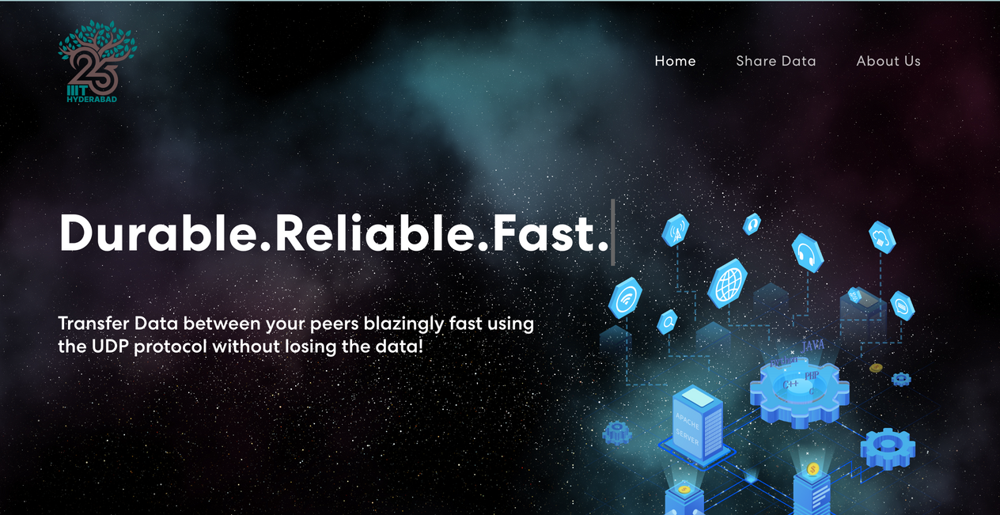 25
IIIT
HYDERABAD
Home Share Data About Us
Durable.Reliable.Fast.
Transfer Data between your peers blazingly fast using
the UDP protocol without losing the data!
JAVA
Python
PHP
C++
C
APACHE
SERVER
$
$